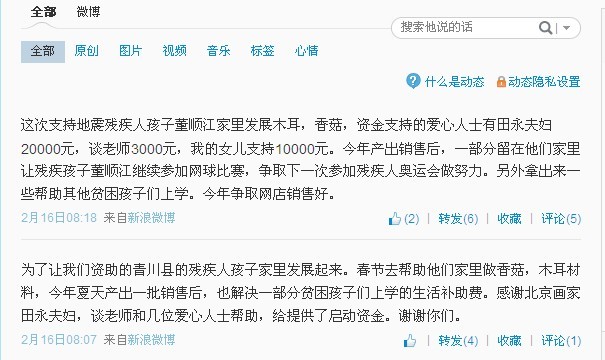 全部 微博
搜索他说的话
全部 原创 图片 视频 音乐 标签 心情
什么是动态 动态隐私设置
这次支持地震残疾人孩子董顺江家里发展木耳，香菇，资金支持的爱心人士有田永夫妇
20000元，谈老师3000元，我的女儿支持10000元。今年产出销售后，一部分留在他们家里
让残疾孩子董顺江继续参加网球比赛，争取下一次参加残疾人奥运会做努力。另外拿出来一
些帮助其他贫困孩子们上学。今年争取网店销售好。
2月16日08:18 来自新浪微博 (2) | 转发(6) | 收藏 | 评论(5)
为了让我们资助的青川县的残疾人孩子家里发展起来。春节去帮助他们家里做香菇，木耳材
料，今年夏天产出一批销售后，也解决一部分贫困孩子们上学的生活补助费。感谢北京画家
田永夫妇，谈老师和几位爱心人士帮助，给提供了启动资金。谢谢你们。
2月16日08:07 来自新浪微博 | 转发(4) | 收藏 | 评论(1)